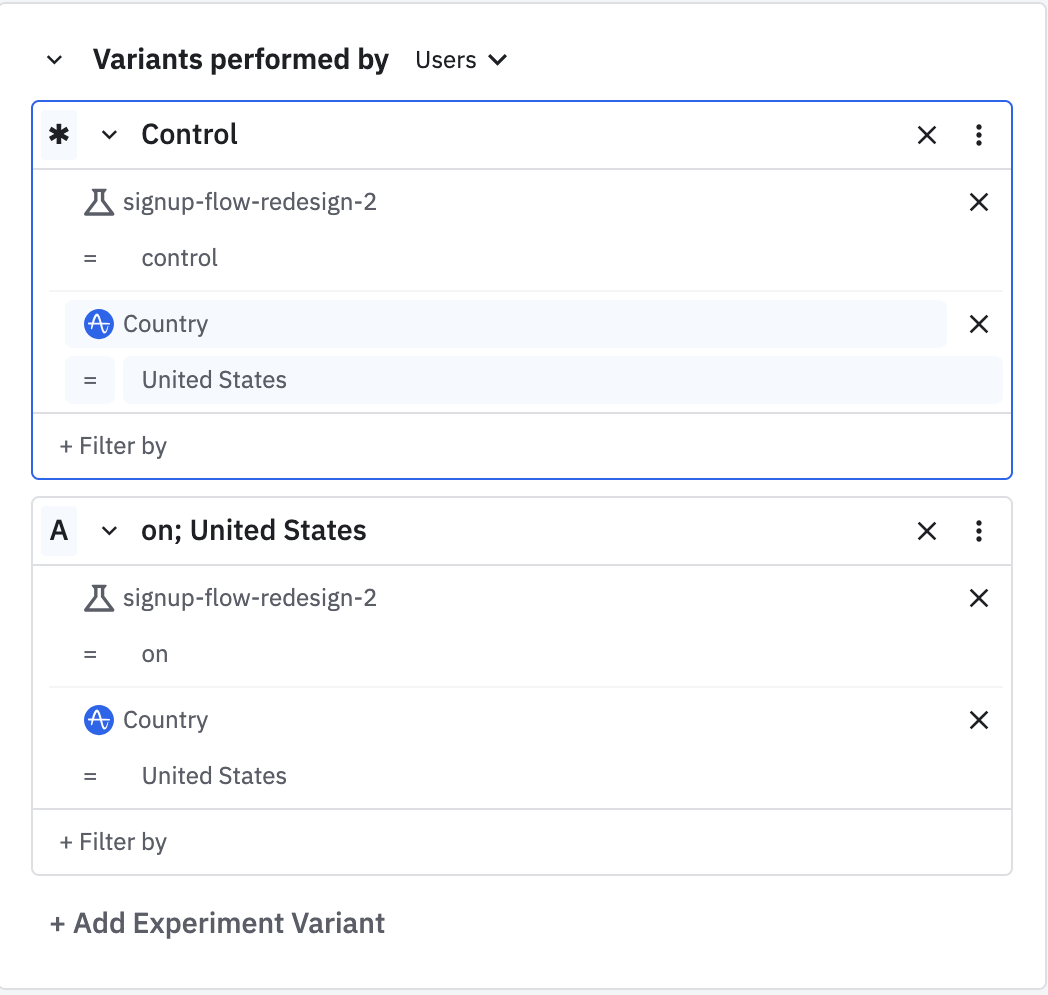 Variants performed by Users
✱ Control
signup-flow-redesign-2
= control
Country
= United States
+ Filter by
A on; United States
signup-flow-redesign-2
= on
Country
= United States
+ Filter by
+ Add Experiment Variant